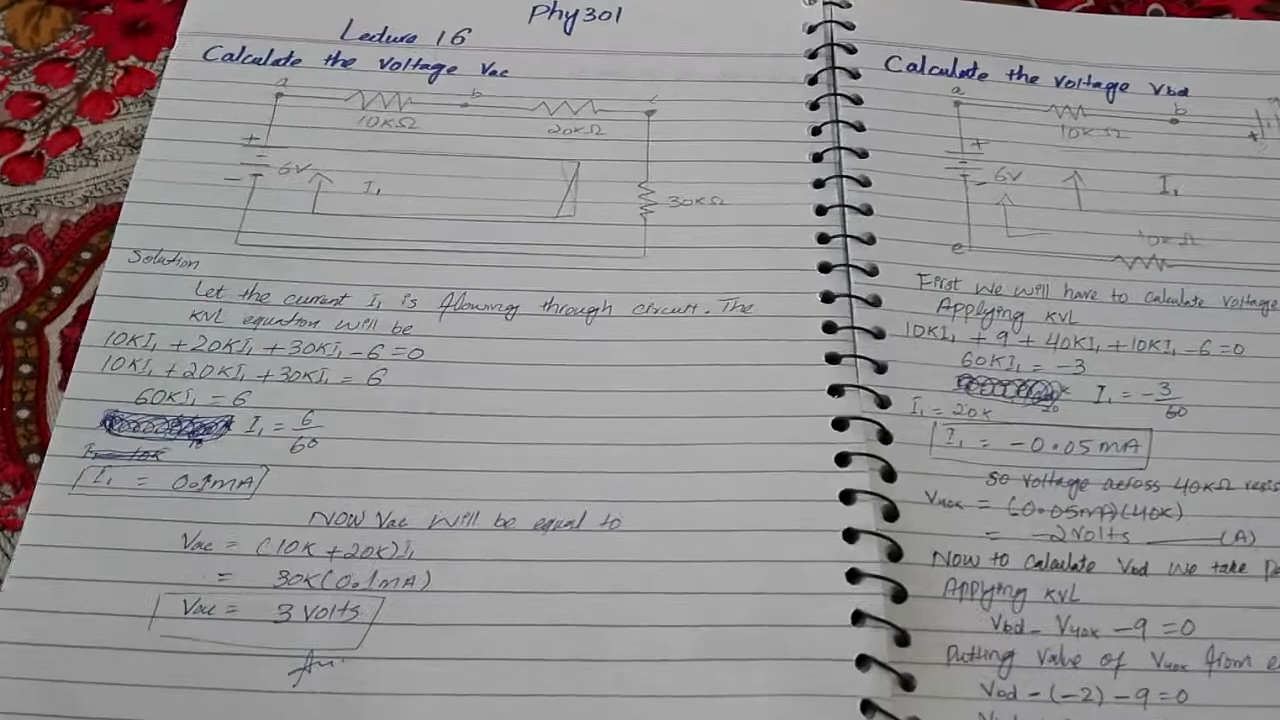 Phy301
Lecture 16
Calculate the voltage Vac
a
b
c
10KΩ
20KΩ
+
6V
-
I₁
30KΩ
Solution
Let the current I₁ is flowing through circuit. The
KVL equation will be
10KI₁ + 20KI₁ + 30KI₁ - 6 = 0
10KI₁ + 20KI₁ + 30KI₁ = 6
60KI₁ = 6
I₁ = 6/60
I₁ = 0.1mA
Now Vac will be equal to
Vac = (10K + 20K)I₁
= 30K(0.1mA)
Vac = 3 volts
Calculate the voltage Vbd
a
b
10KΩ
+
6V
-
I₁
e
10KΩ
First we will have to calculate voltage
Applying KVL
10KI₁ + 9 + 40KI₁ + 10KI₁ - 6 = 0
60KI₁ = -3
I₁ = -3/60
I₁ = 20K
I₁ = -0.05mA
So voltage across 40KΩ resis
V40K = (0.05mA)(40K)
= -2 volts (A)
Now to calculate Vbd we take
Applying KVL
Vbd - V40K - 9 = 0
Putting value of V40K from
Vbd - (-2) - 9 = 0